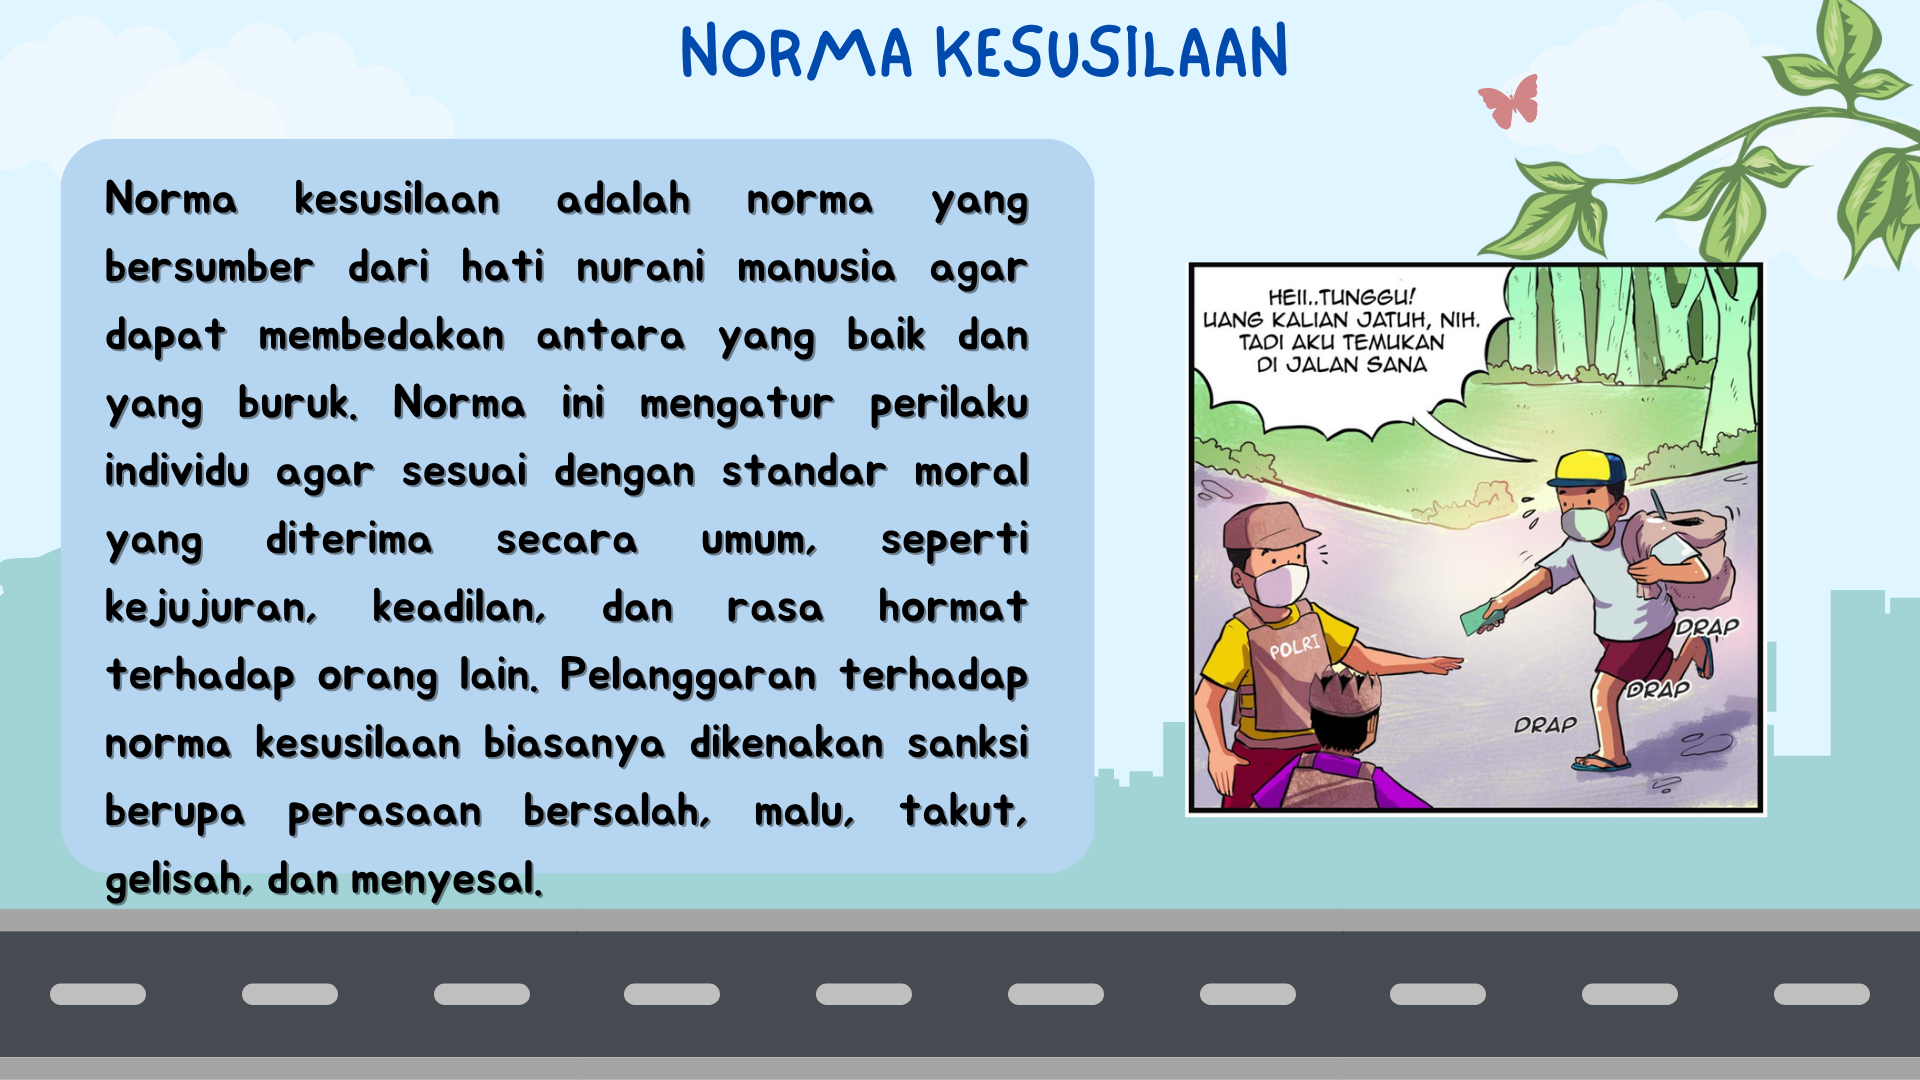 NORMA KESUSILAAN
Norma kesusilaan adalah norma yang
bersumber dari hati nurani manusia agar
dapat membedakan antara yang baik dan
yang buruk. Norma ini mengatur perilaku
individu agar sesuai dengan standar moral
yang diterima secara umum, seperti
kejujuran, keadilan, dan rasa hormat
terhadap orang lain. Pelanggaran terhadap
norma kesusilaan biasanya dikenakan sanksi
berupa perasaan bersalah, malu, takut,
gelisah, dan menyesal.
HEII..TUNGGU!
UANG KALIAN JATUH, NIH.
TADI AKU TEMUKAN
DI JALAN SANA
POLRI
DRAP
DRAP
DRAP